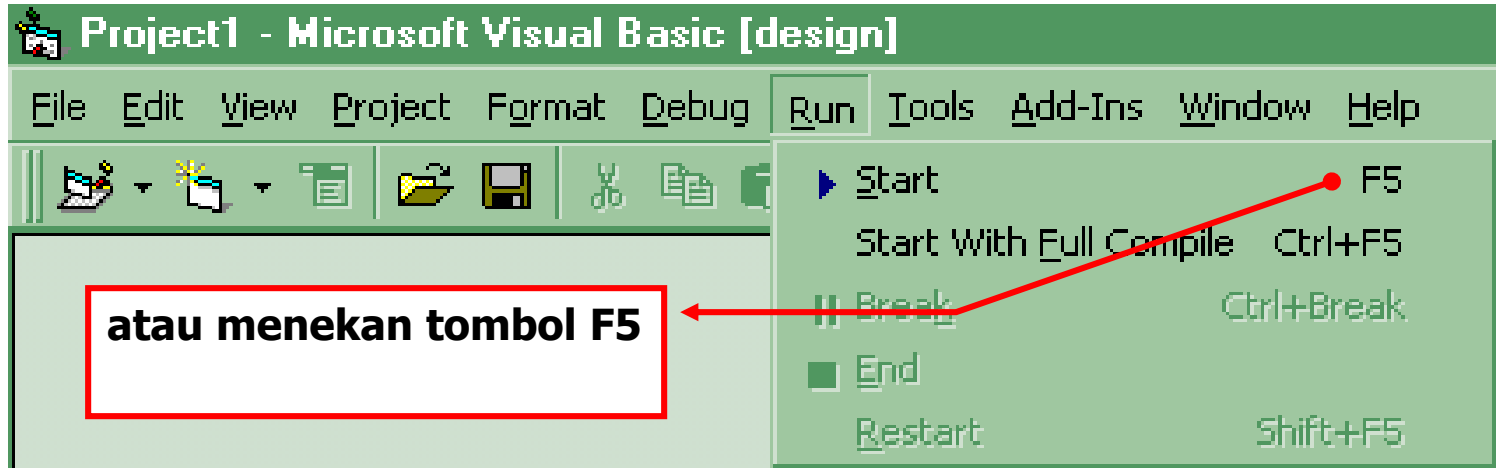 Project1 - Microsoft Visual Basic [design]
File Edit View Project Format Debug Run Tools Add-Ins Window Help
Start F5
Start With Full Compile Ctrl+F5
Break Ctrl+Break
End
Restart Shift+F5
atau menekan tombol F5